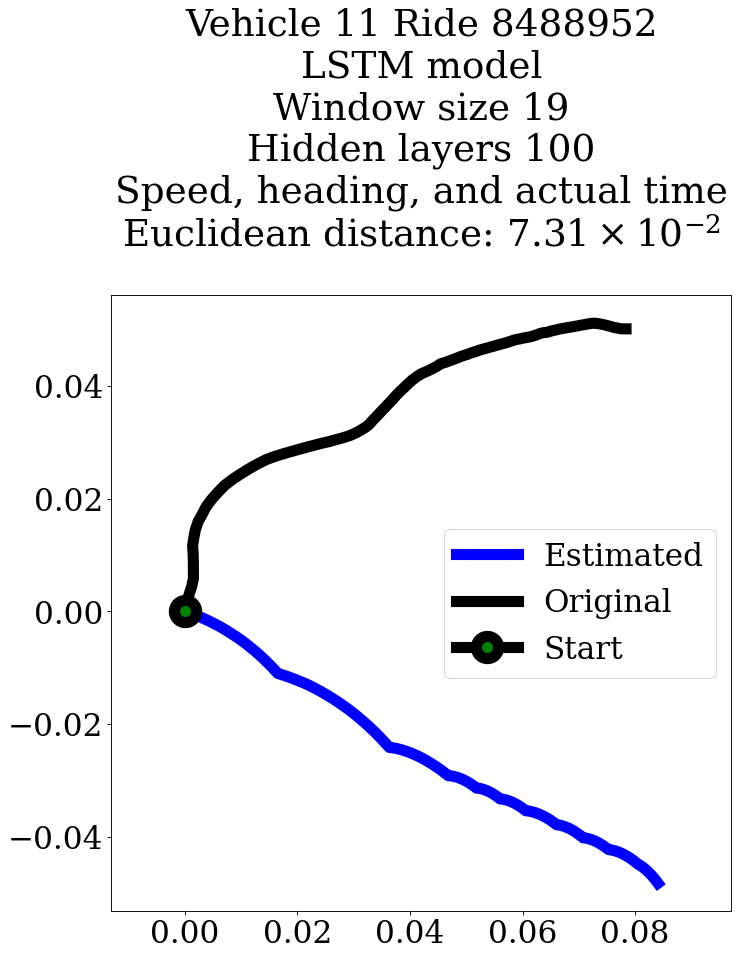 Vehicle 11 Ride 8488952
LSTM model
Window size 19
Hidden layers 100
Speed, heading, and actual time
Euclidean distance: 7.31 × 10⁻²
0.04
0.02
0.00
−0.02
−0.04
Estimated
Original
Start
0.00 0.02 0.04 0.06 0.08